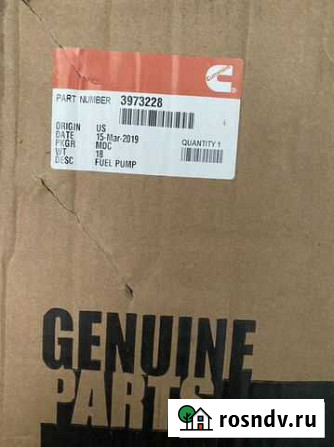 Cummins
PART NUMBER 3973228
ORIGIN US
DATE 15-Mar-2019
PKGR MDC
WT 18
DESC FUEL PUMP
QUANTITY 1
GENUINE
PARTS
rosndv.ru